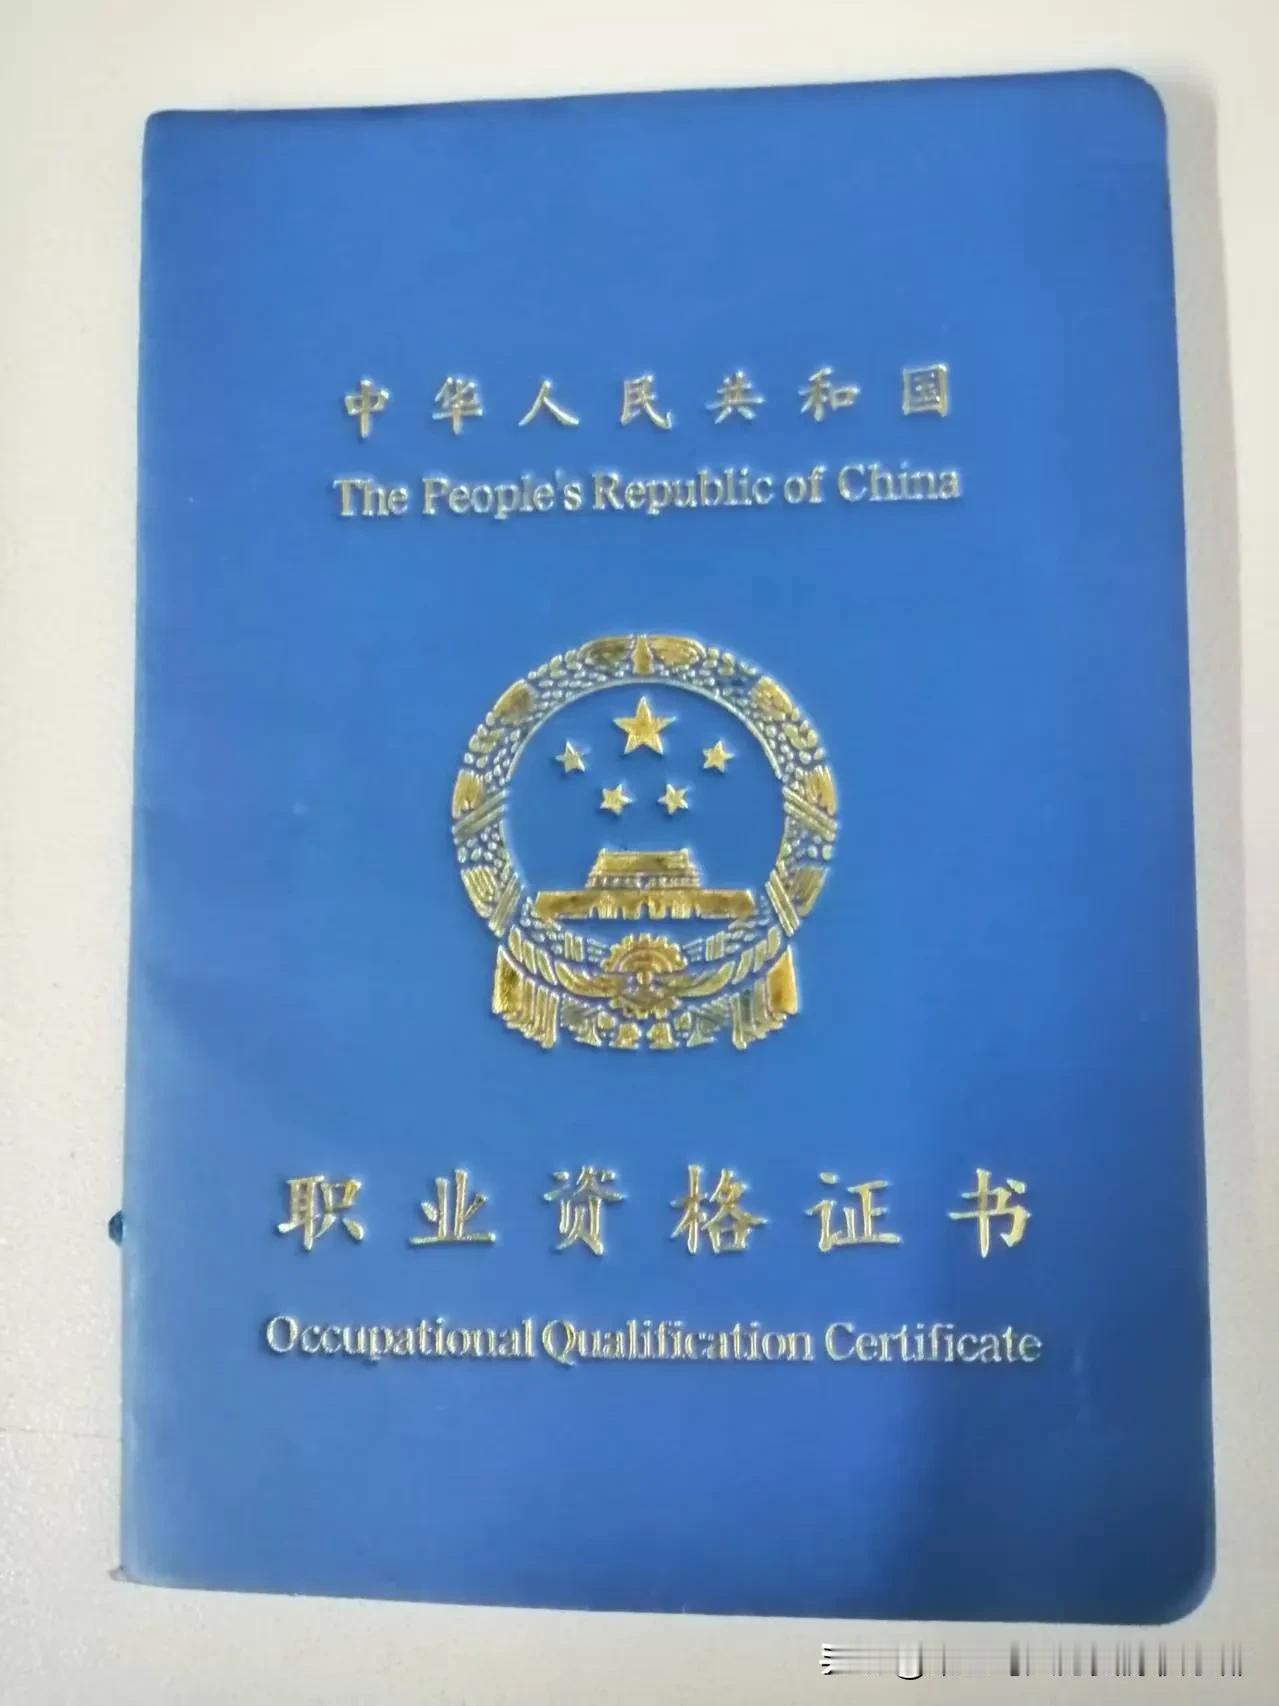 中华人民共和国
The People's Republic of China
职业资格证书
Occupational Qualification Certificate